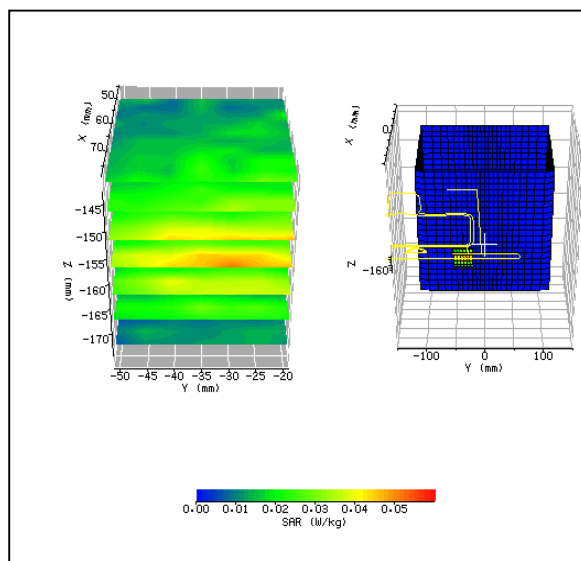 50
60
70
X (mm)
-145
-150
-155
-160
-165
-170
Z (mm)
-50 -45 -40 -35 -30 -25 -20
Y (mm)
X (mm)
0
Z
-160
-100 0 100
Y (mm)
0.00 0.01 0.02 0.03 0.04 0.05
SAR (W/kg)